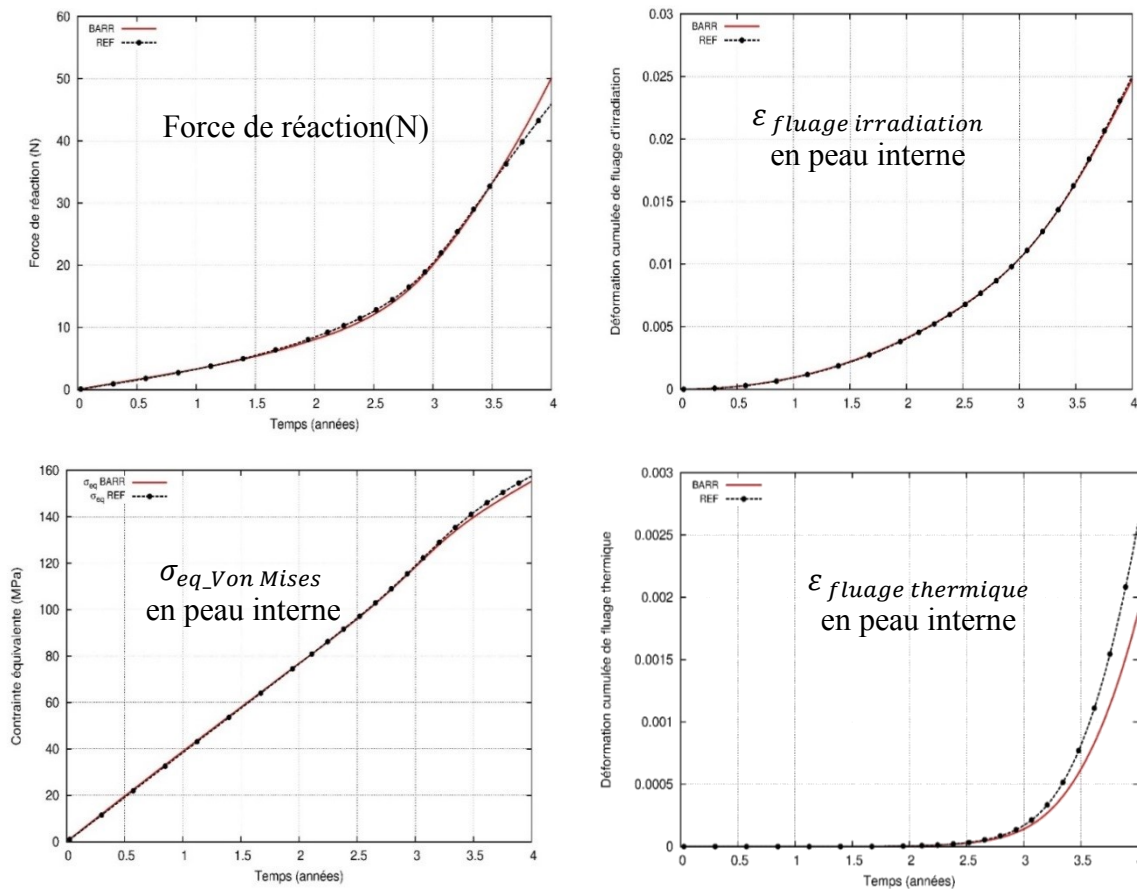 60
50
40
30
20
10
0
0 0.5 1 1.5 2 2.5 3 3.5 4
BARR
REF
Force de réaction(N)
Force de réaction (N)
Temps (années)
0.03
0.025
0.02
0.015
0.01
0.005
0
0 0.5 1 1.5 2 2.5 3 3.5 4
BARR
REF
ε fluage irradiation
en peau interne
Déformation cumulée de fluage d'irradiation
Temps (années)
160
140
120
100
80
60
40
20
0
0 0.5 1 1.5 2 2.5 3 3.5 4
σeq BARR
σeq REF
σeq_Von Mises
en peau interne
Contrainte équivalente (MPa)
Temps (années)
0.003
0.0025
0.002
0.0015
0.001
0.0005
0
0 0.5 1 1.5 2 2.5 3 3.5
BARR
REF
ε fluage thermique
en peau interne
Déformation cumulée de fluage thermique
Temps (années)